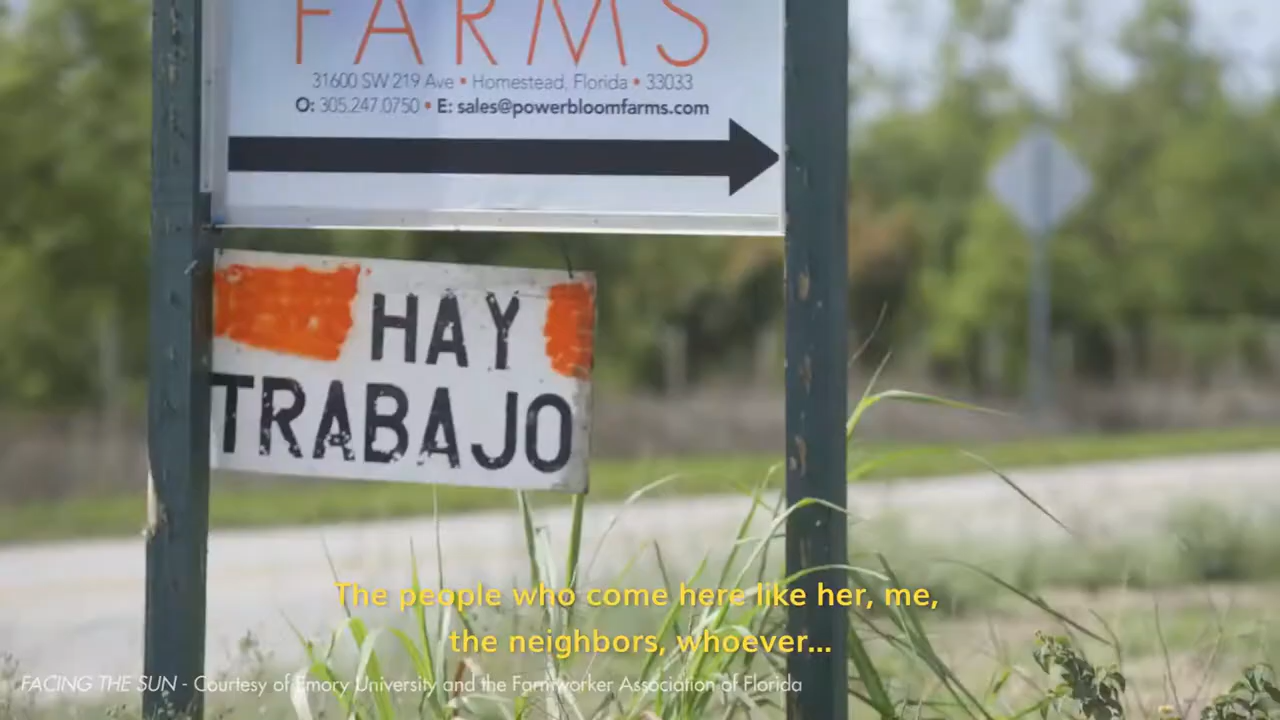 FARMS
31600 SW 219 Ave • Homestead, Florida • 33033
O: 305.247.0750 • E: sales@powerbloomfarms.com
HAY
TRABAJO
The people who come here like her, me,
the neighbors, whoever...
FACING THE SUN - Courtesy of Emory University and the Farmworker Association of Florida